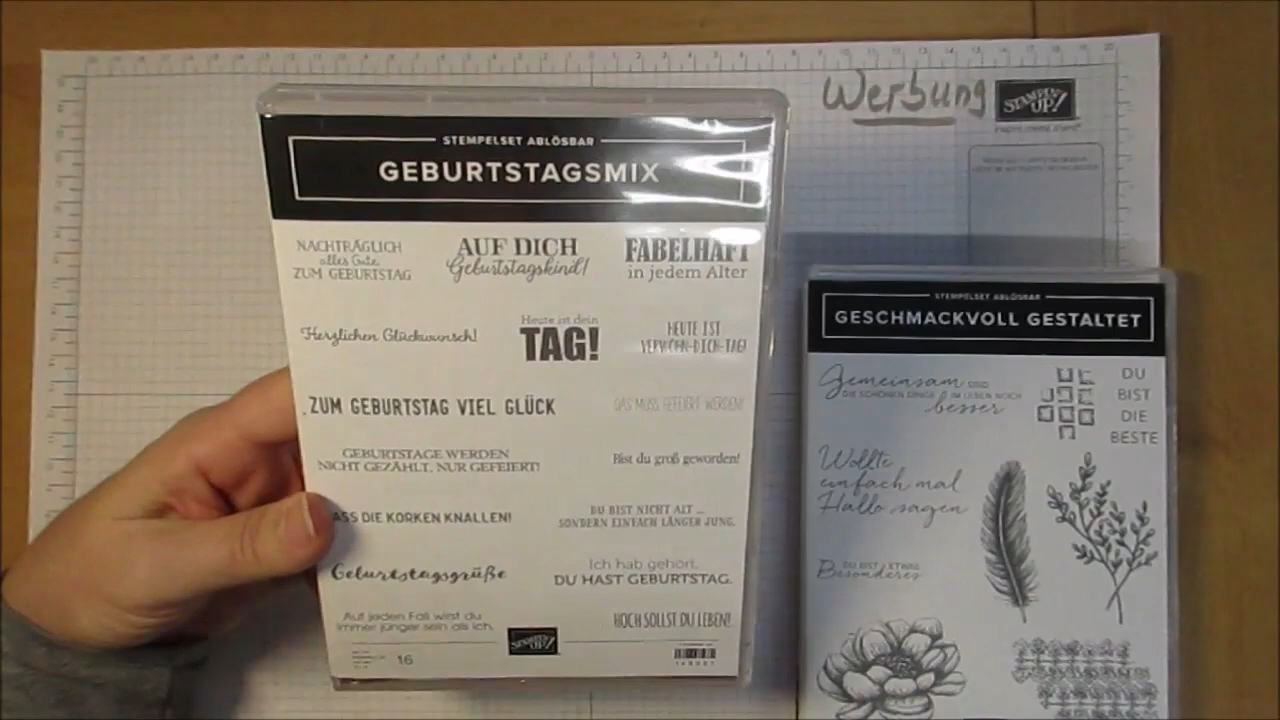 Werbung
STAMPIN' UP!
STEMPELSET ABLÖSBAR
GEBURTSTAGSMIX
NACHTRÄGLICH
alles Gute
ZUM GEBURTSTAG
AUF DICH
Geburtstagskind!
FABELHAFT
in jedem Alter
Herzlichen Glückwunsch!
Heute ist dein
TAG!
HEUTE IST
VERWÖHN-DICH-TAG!
ZUM GEBURTSTAG VIEL GLÜCK
DAS MUSS GEFEIERT WERDEN!
GEBURTSTAGE WERDEN
NICHT GEZÄHLT, NUR GEFEIERT!
Bist du groß geworden!
ASS DIE KORKEN KNALLEN!
DU BIST NICHT ALT ...
SONDERN EINFACH LÄNGER JUNG.
Geburtstagsgrüße
Ich hab gehört,
DU HAST GEBURTSTAG.
Auf jeden Fall wirst du
immer jünger sein als ich.
HOCH SOLLST DU LEBEN!
16
STAMPIN' UP!
STEMPELSET ABLÖSBAR
GESCHMACKVOLL GESTALTET
Gemeinsam SIND
DIE SCHÖNEN DINGE IM LEBEN NOCH
besser
DU
BIST
DIE
BESTE
Wollte
einfach mal
Hallo sagen
DU BIST ETWAS
Besonderes